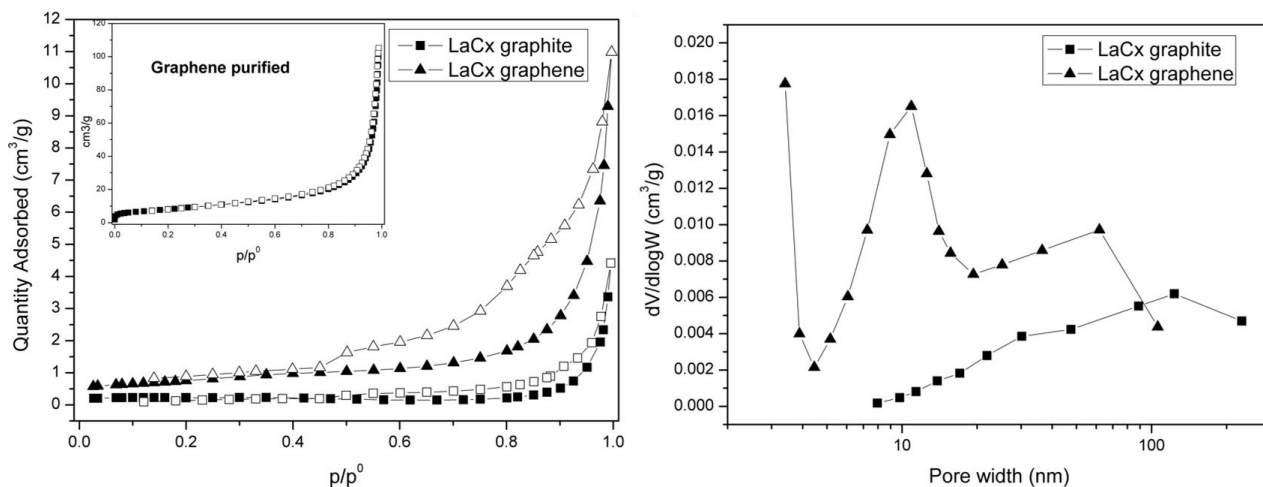 12
11
10
9
8
7
6
5
4
3
2
1
0
Quantity Adsorbed (cm³/g)
0.0 0.2 0.4 0.6 0.8 1.0
p/p⁰
120
100
80
60
40
20
0
cm3/g
Graphene purified
0.0 0.2 0.4 0.6 0.8 1.0
p/p⁰
LaCx graphite
LaCx graphene
0.020
0.018
0.016
0.014
0.012
0.010
0.008
0.006
0.004
0.002
0.000
dV/dlogW (cm³/g)
LaCx graphite
LaCx graphene
10 100
Pore width (nm)